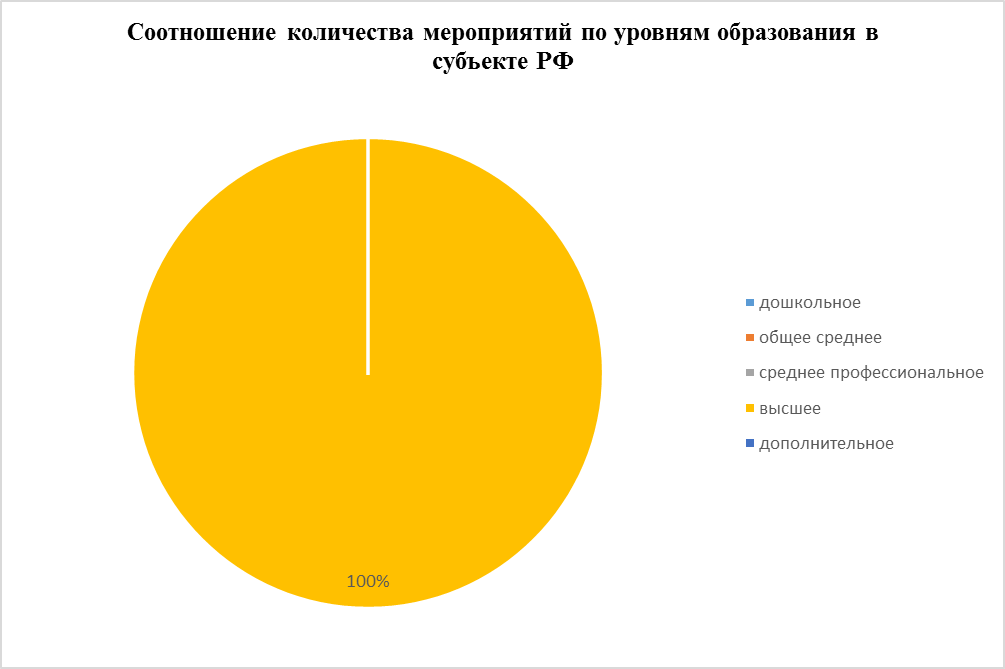 Соотношение количества мероприятий по уровням образования в
субъекте РФ
дошкольное
общее среднее
среднее профессиональное
высшее
дополнительное
100%